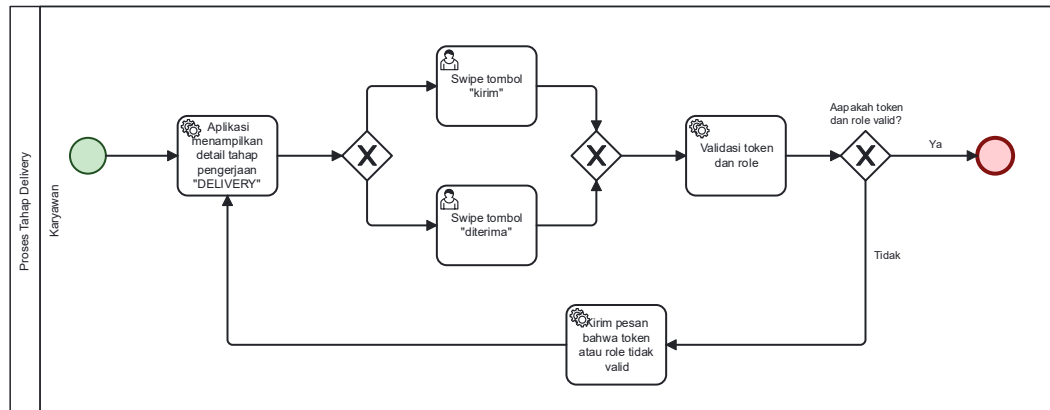 Proses Tahap Delivery
Karyawan
Aplikasi
menampilkan
detail tahap
pengerjaan
"DELIVERY"
Swipe tombol
"kirim"
Swipe tombol
"diterima"
Validasi token
dan role
Aapakah token
dan role valid?
Ya
Tidak
Kirim pesan
bahwa token
atau role tidak
valid